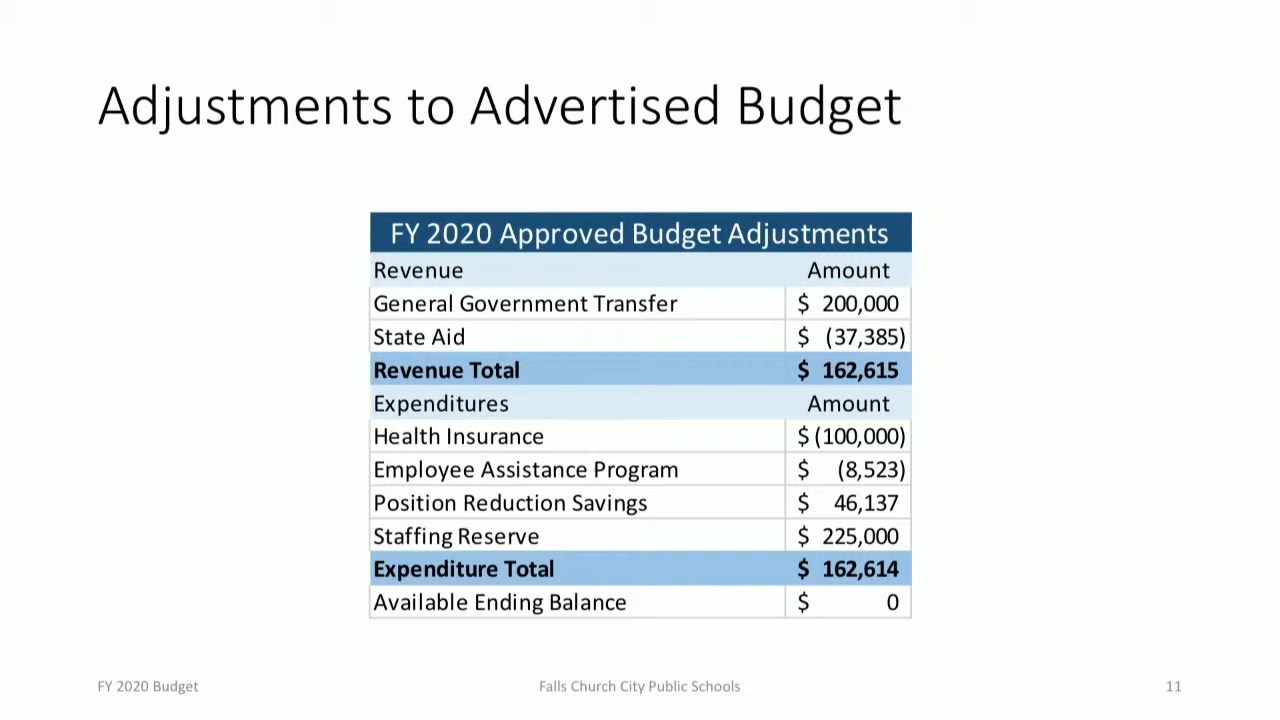 Adjustments to Advertised Budget
FY 2020 Approved Budget Adjustments
Revenue Amount
General Government Transfer $ 200,000
State Aid $ (37,385)
Revenue Total $ 162,615
Expenditures Amount
Health Insurance $ (100,000)
Employee Assistance Program $ (8,523)
Position Reduction Savings $ 46,137
Staffing Reserve $ 225,000
Expenditure Total $ 162,614
Available Ending Balance $ 0
FY 2020 Budget Falls Church City Public Schools 11